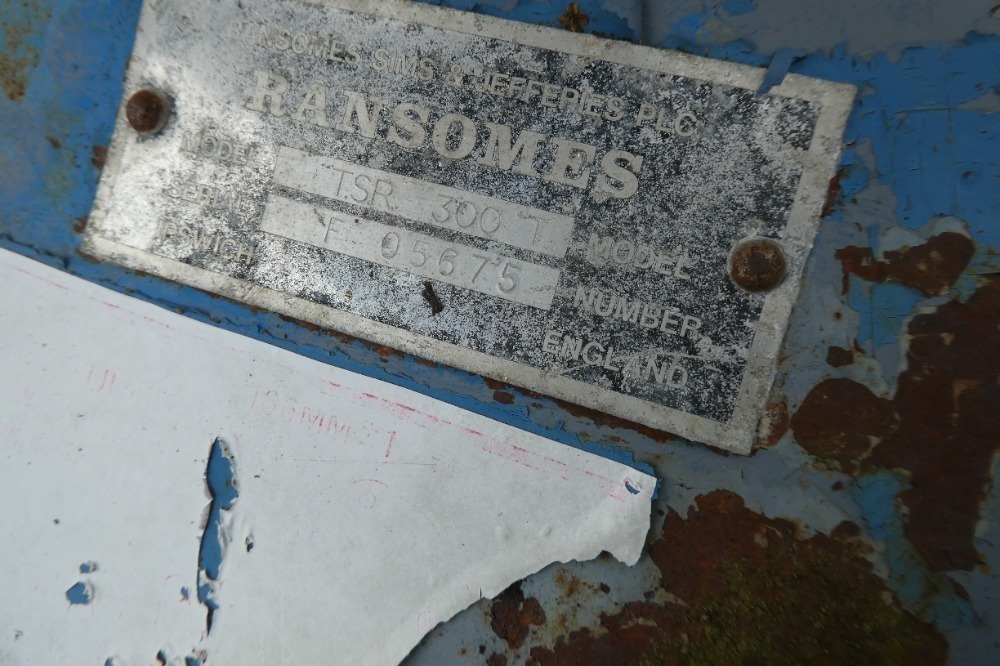 RANSOMES SIMS & JEFFERIES PLC
RANSOMES
MODEL TSR 300 T MODEL
SERIAL F 05675 NUMBER
IPSWICH ENGLAND